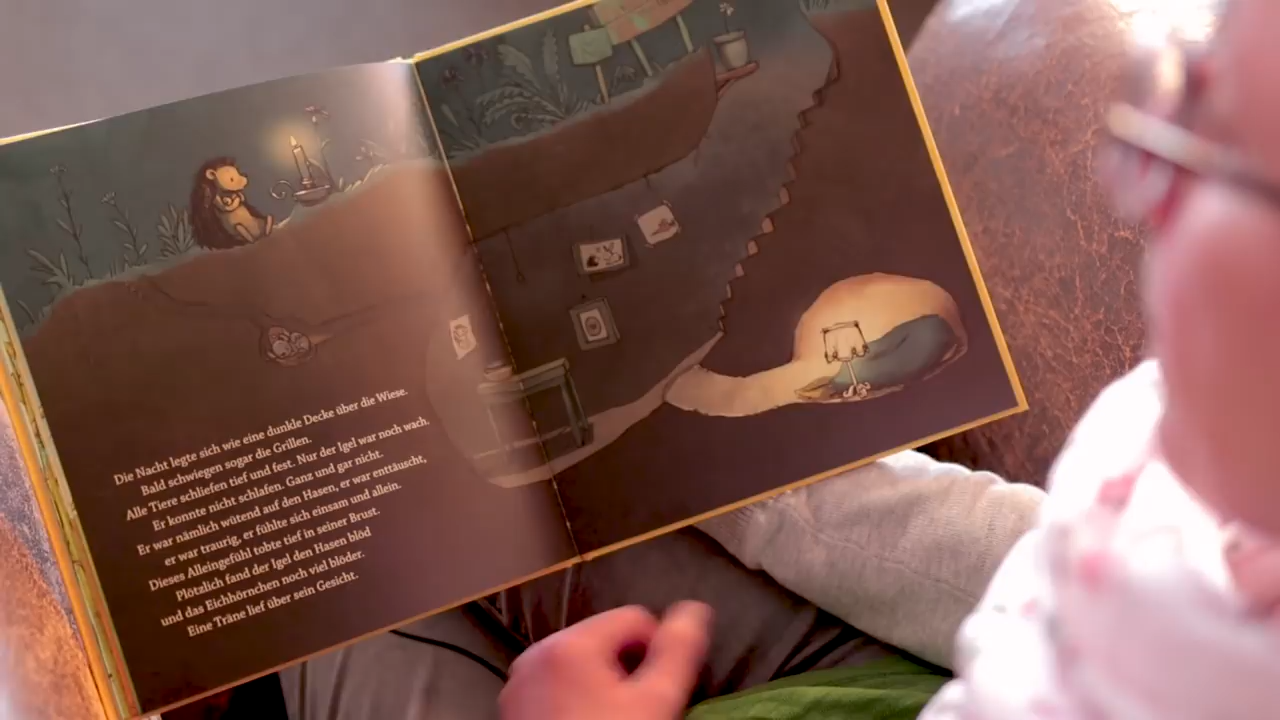 Die Nacht legte sich wie eine dunkle Decke über die Wiese.
Bald schwiegen sogar die Grillen.
Alle Tiere schliefen tief und fest. Nur der Igel war noch wach.
Er konnte nicht schlafen. Ganz und gar nicht.
Er war nämlich wütend auf den Hasen, er war enttäuscht,
er war traurig, er fühlte sich einsam und allein.
Dieses Alleingefühl tobte tief in seiner Brust.
Plötzlich fand der Igel den Hasen blöd
und das Eichhörnchen noch viel blöder.
Eine Träne lief über sein Gesicht.